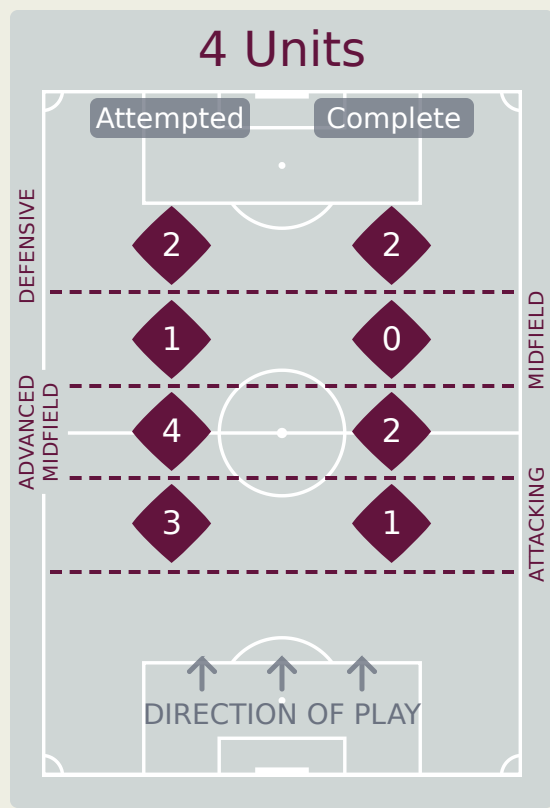 4 Units
Attempted Complete
DEFENSIVE
2 2
MIDFIELD
1 0
ADVANCED
MIDFIELD
4 2
ATTACKING
3 1
DIRECTION OF PLAY